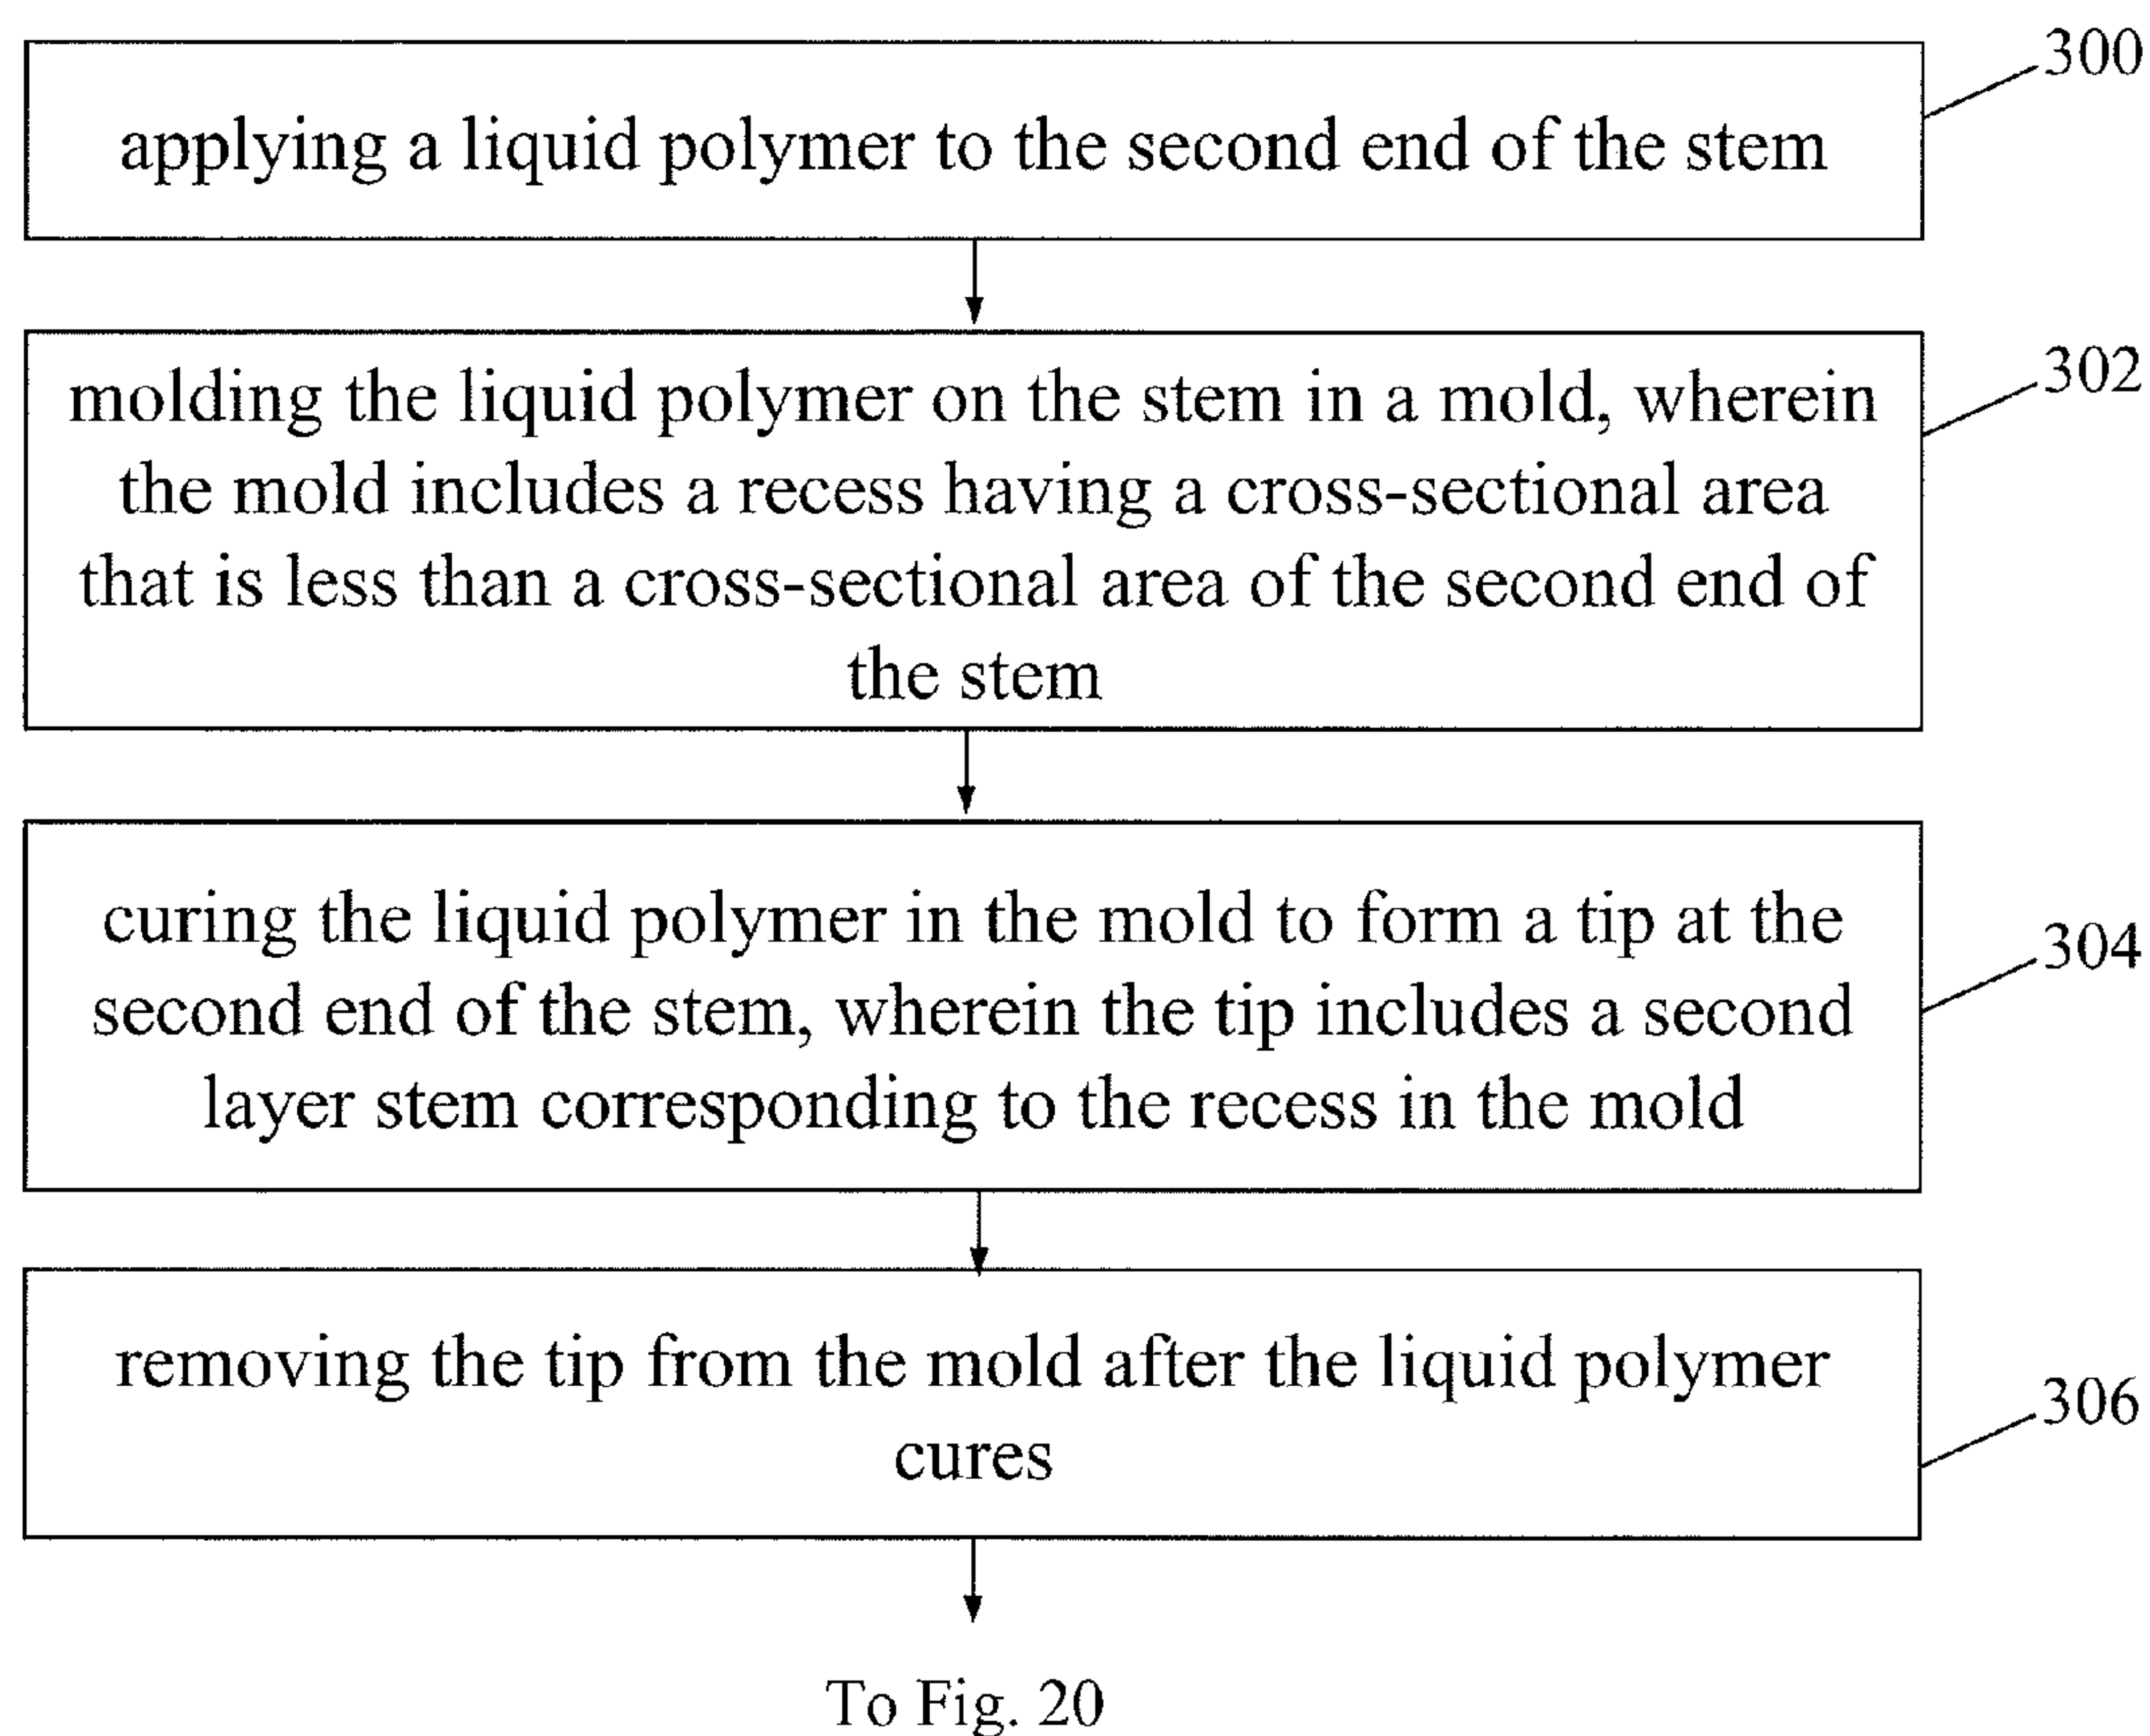 300
applying a liquid polymer to the second end of the stem
302
molding the liquid polymer on the stem in a mold, wherein
the mold includes a recess having a cross-sectional area
that is less than a cross-sectional area of the second end of
the stem
304
curing the liquid polymer in the mold to form a tip at the
second end of the stem, wherein the tip includes a second
layer stem corresponding to the recess in the mold
306
removing the tip from the mold after the liquid polymer
cures
To Fig. 20